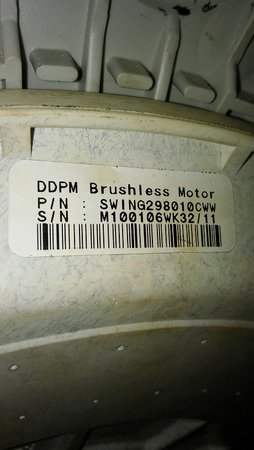 DDPM Brushless Motor
P/N : SWING298010CWW
S/N : M100106WK32/11